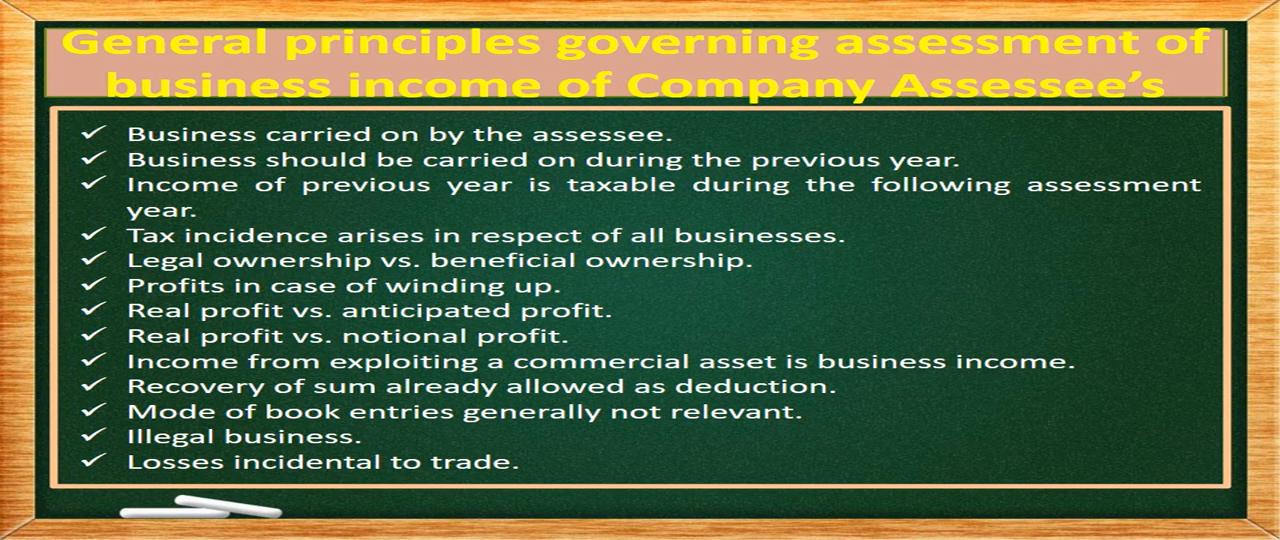 General principles governing assessment of
business income of Company Assessee’s
✓ Business carried on by the assessee.
✓ Business should be carried on during the previous year.
✓ Income of previous year is taxable during the following assessment
year.
✓ Tax incidence arises in respect of all businesses.
✓ Legal ownership vs. beneficial ownership.
✓ Profits in case of winding up.
✓ Real profit vs. anticipated profit.
✓ Real profit vs. notional profit.
✓ Income from exploiting a commercial asset is business income.
✓ Recovery of sum already allowed as deduction.
✓ Mode of book entries generally not relevant.
✓ Illegal business.
✓ Losses incidental to trade.